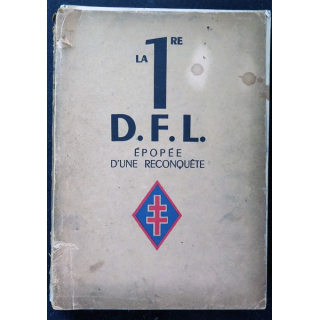 LA 1RE
D.F.L.
ÉPOPÉE
D'UNE RECONQUÊTE